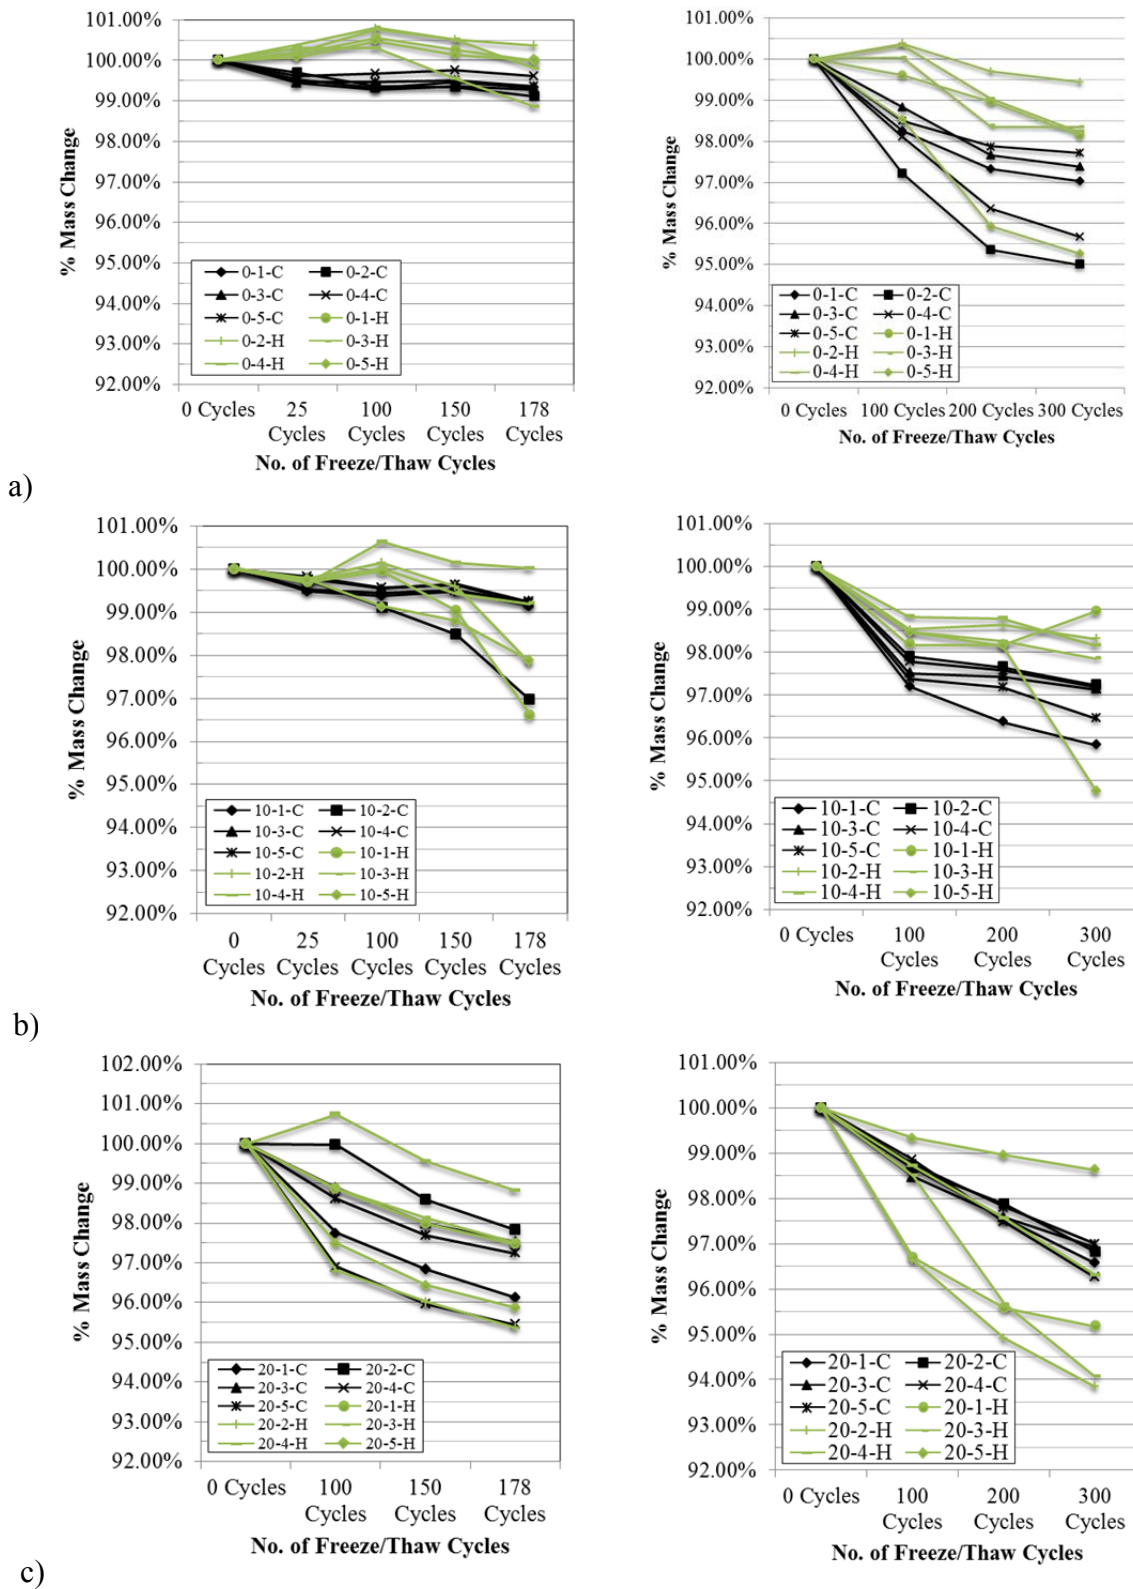 101.00%
100.00%
99.00%
98.00%
97.00%
96.00%
95.00%
94.00%
93.00%
92.00%
% Mass Change
0-1-C 0-2-C
0-3-C 0-4-C
0-5-C 0-1-H
0-2-H 0-3-H
0-4-H 0-5-H
0 Cycles 25 100 150 178
Cycles Cycles Cycles Cycles
No. of Freeze/Thaw Cycles
101.00%
100.00%
99.00%
98.00%
97.00%
96.00%
95.00%
94.00%
93.00%
92.00%
% Mass Change
0-1-C 0-2-C
0-3-C 0-4-C
0-5-C 0-1-H
0-2-H 0-3-H
0-4-H 0-5-H
0 Cycles 100 Cycles 200 Cycles 300 Cycles
No. of Freeze/Thaw Cycles
a)
101.00%
100.00%
99.00%
98.00%
97.00%
96.00%
95.00%
94.00%
93.00%
92.00%
% Mass Change
10-1-C 10-2-C
10-3-C 10-4-C
10-5-C 10-1-H
10-2-H 10-3-H
10-4-H 10-5-H
0 25 100 150 178
Cycles Cycles Cycles Cycles Cycles
No. of Freeze/Thaw Cycles
101.00%
100.00%
99.00%
98.00%
97.00%
96.00%
95.00%
94.00%
93.00%
92.00%
% Mass Change
10-1-C 10-2-C
10-3-C 10-4-C
10-5-C 10-1-H
10-2-H 10-3-H
10-4-H 10-5-H
0 Cycles 100 200 300
Cycles Cycles Cycles
No. of Freeze/Thaw Cycles
b)
102.00%
101.00%
100.00%
99.00%
98.00%
97.00%
96.00%
95.00%
94.00%
93.00%
92.00%
% Mass Change
20-1-C 20-2-C
20-3-C 20-4-C
20-5-C 20-1-H
20-2-H 20-3-H
20-4-H 20-5-H
0 Cycles 100 150 178
Cycles Cycles Cycles
No. of Freeze/Thaw Cycles
101.00%
100.00%
99.00%
98.00%
97.00%
96.00%
95.00%
94.00%
93.00%
92.00%
% Mass Change
20-1-C 20-2-C
20-3-C 20-4-C
20-5-C 20-1-H
20-2-H 20-3-H
20-4-H 20-5-H
0 Cycles 100 200 300
Cycles Cycles Cycles
No. of Freeze/Thaw Cycles
c)